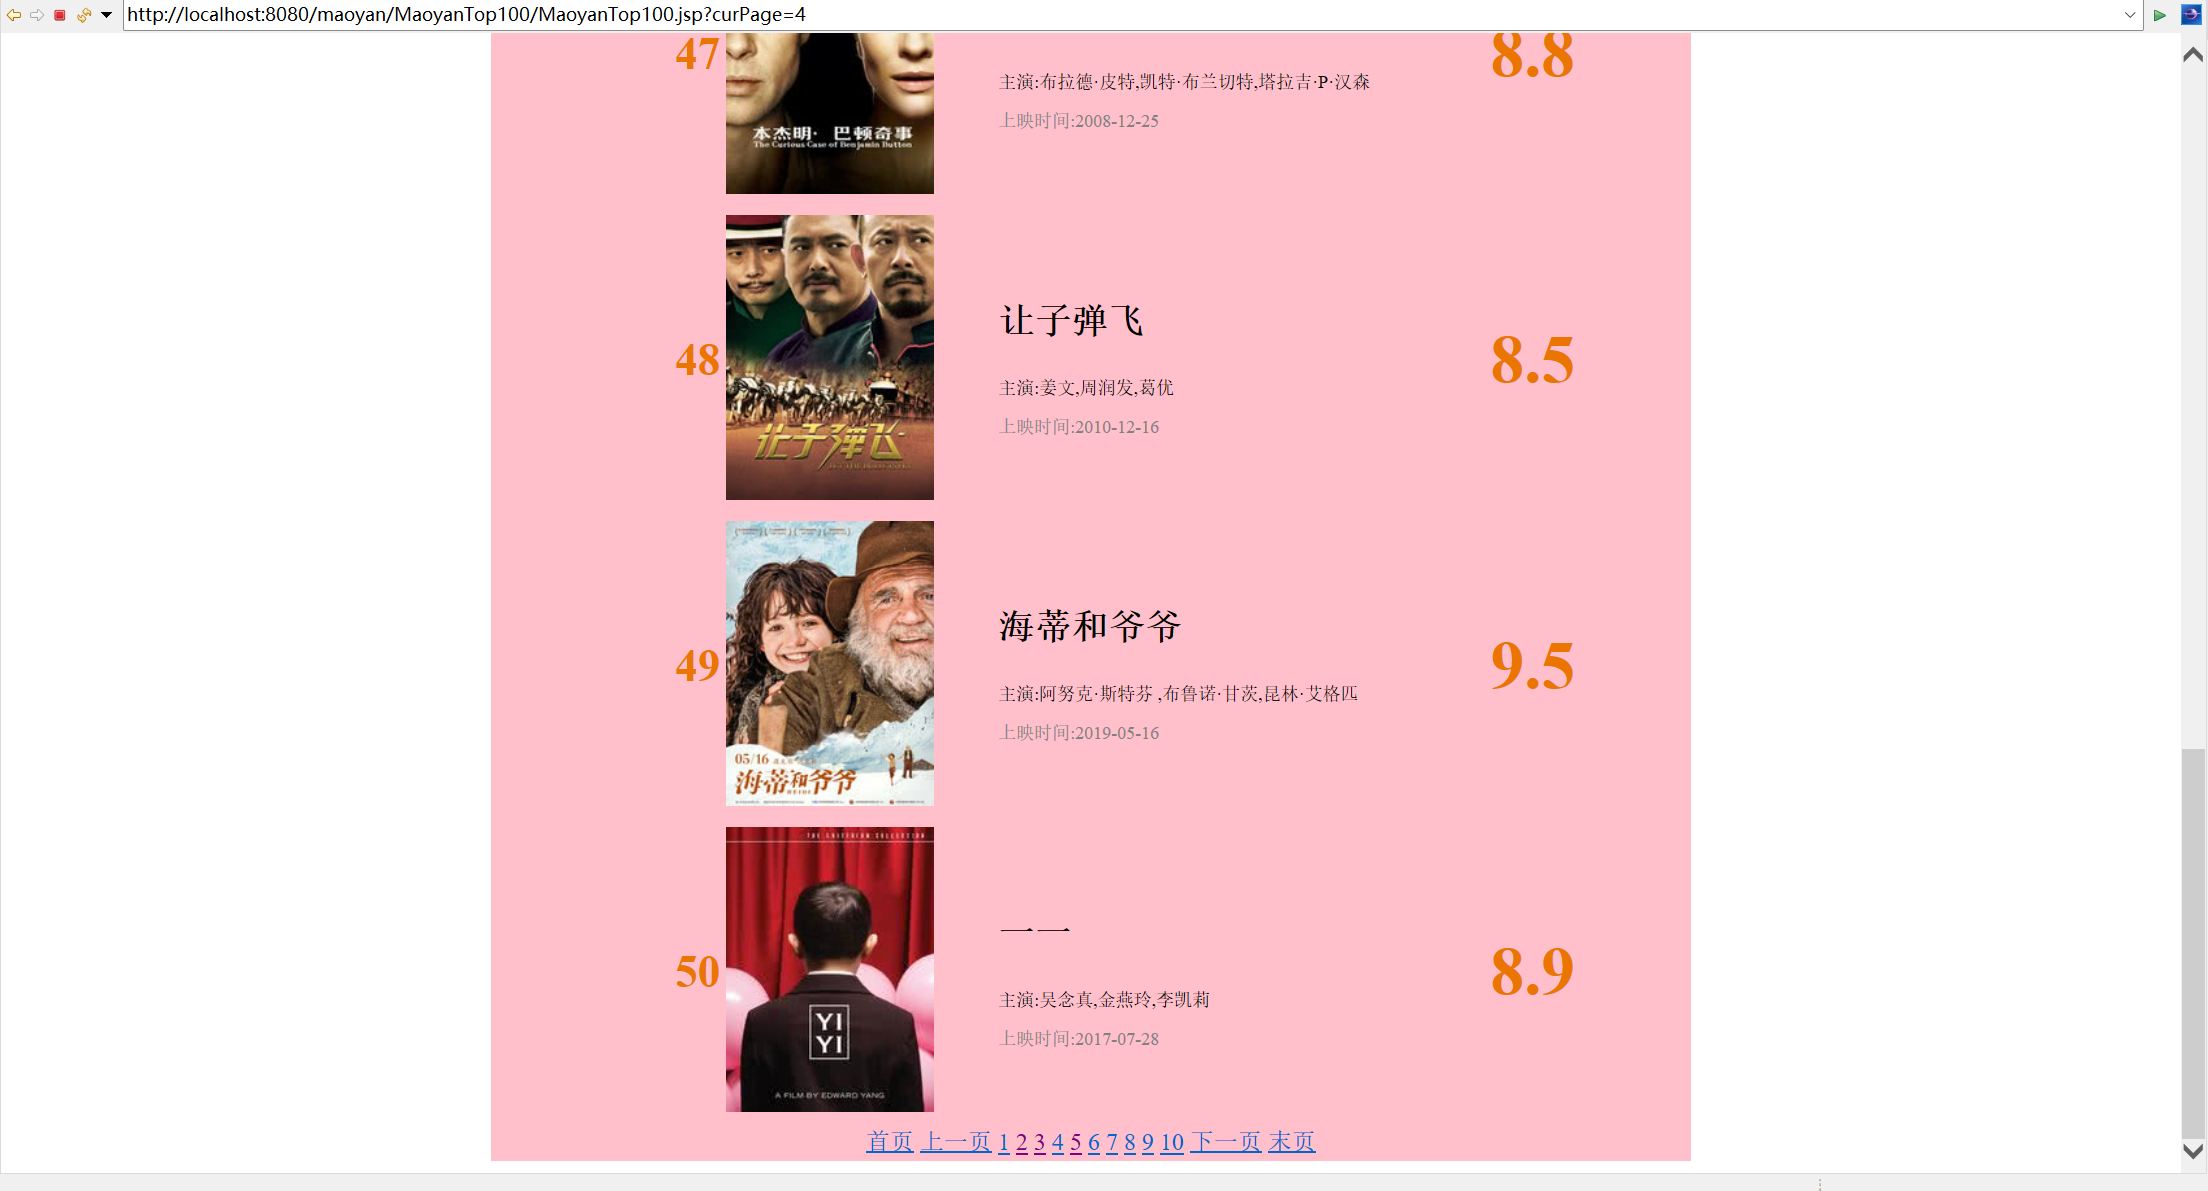 http://localhost:8080/maoyan/MaoyanTop100/MaoyanTop100.jsp?curPage=4
47
8.8
主演:布拉德·皮特,凯特·布兰切特,塔拉吉·P·汉森
上映时间:2008-12-25
本杰明·巴顿奇事
The Curious Case of Benjamin Button
让子弹飞
48
8.5
主演:姜文,周润发,葛优
上映时间:2010-12-16
让子弹飞
海蒂和爷爷
49
9.5
主演:阿努克·斯特芬 ,布鲁诺·甘茨,昆林·艾格匹
上映时间:2019-05-16
05/16
海蒂和爷爷
THE CRITERION COLLECTION
一一
50
8.9
主演:吴念真,金燕玲,李凯莉
上映时间:2017-07-28
YI
YI
A FILM BY EDWARD YANG
首页 上一页 1 2 3 4 5 6 7 8 9 10 下一页 末页